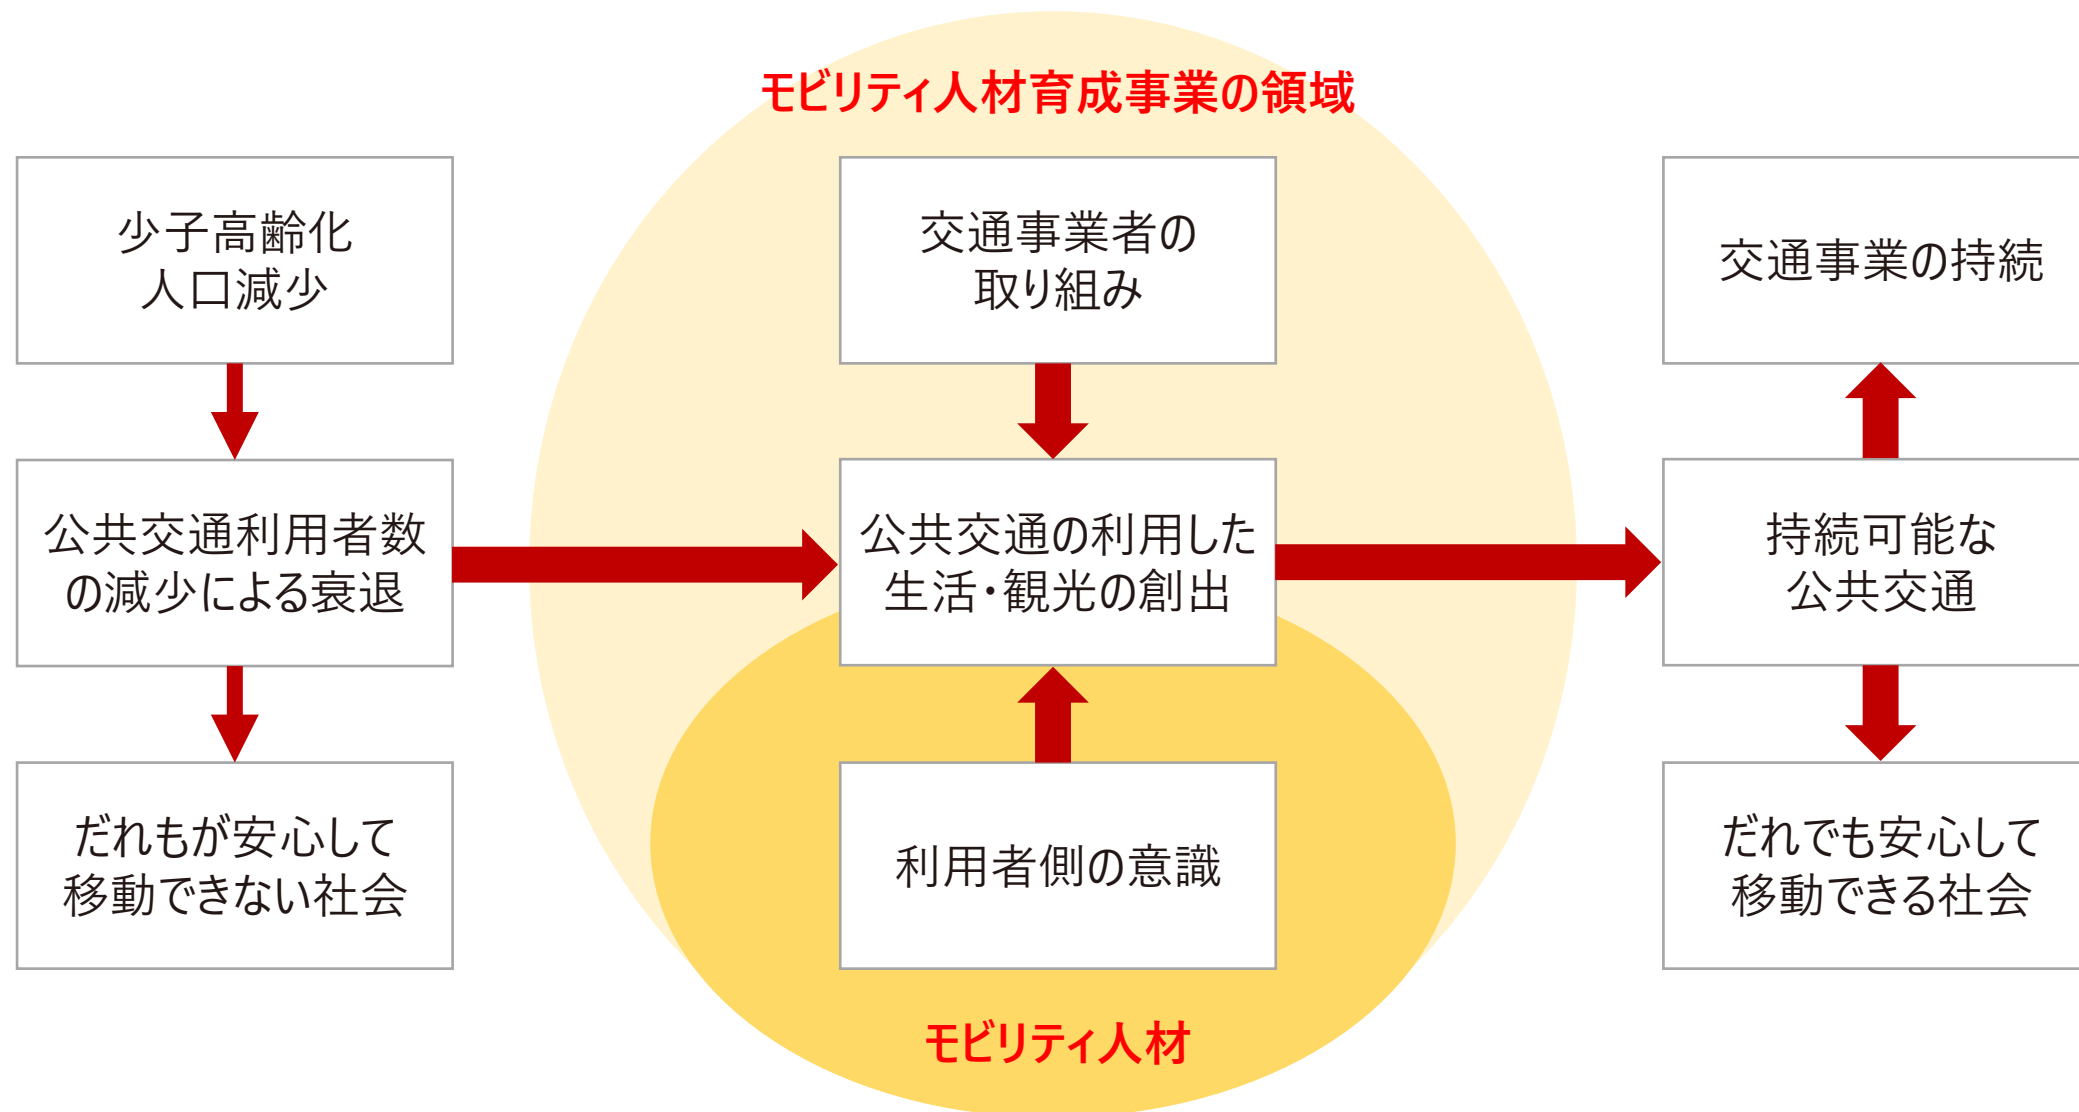 モビリティ人材育成事業の領域
少子高齢化
人口減少
交通事業者の
取り組み
交通事業の持続
公共交通利用者数
の減少による衰退
公共交通の利用した
生活・観光の創出
持続可能な
公共交通
だれもが安心して
移動できない社会
利用者側の意識
だれでも安心して
移動できる社会
モビリティ人材